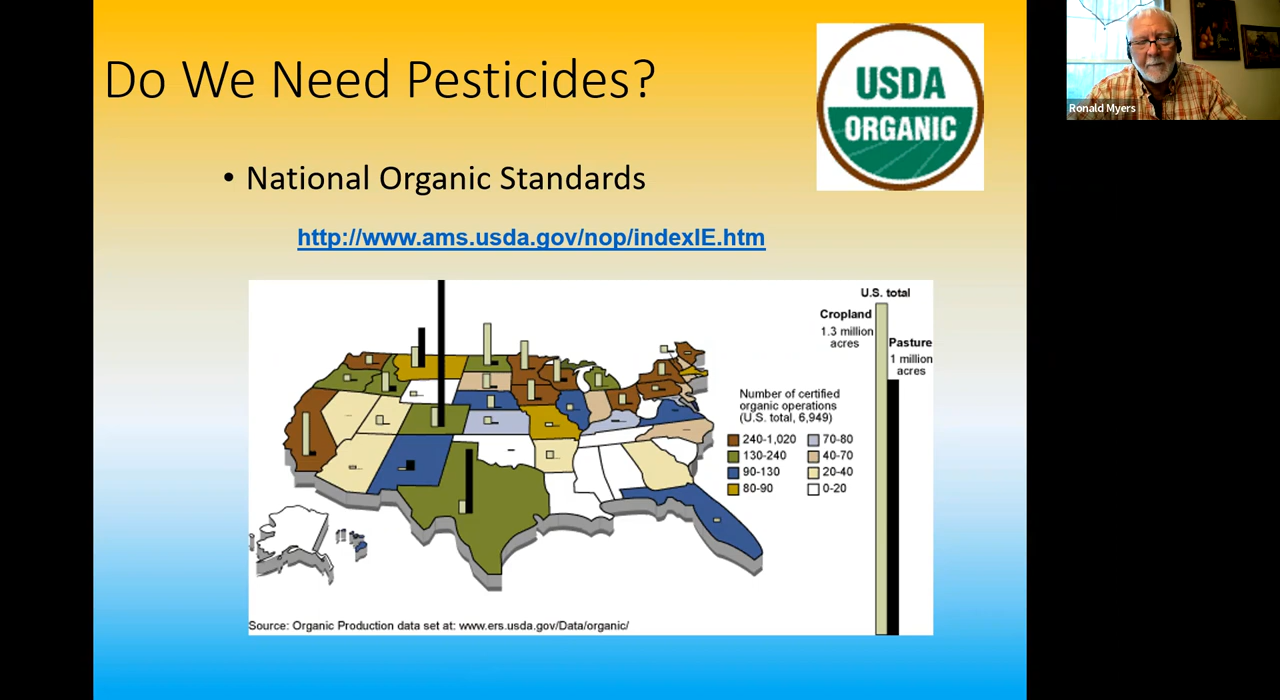 Do We Need Pesticides?
USDA
ORGANIC
Ronald Myers
• National Organic Standards
http://www.ams.usda.gov/nop/indexIE.htm
U.S. total
Cropland
1.3 million
acres
Pasture
1 million
acres
Number of certified
organic operations
(U.S. total, 6,949)
240-1,020
70-80
130-240
40-70
90-130
20-40
80-90
0-20
Source: Organic Production data set at: www.ers.usda.gov/Data/organic/